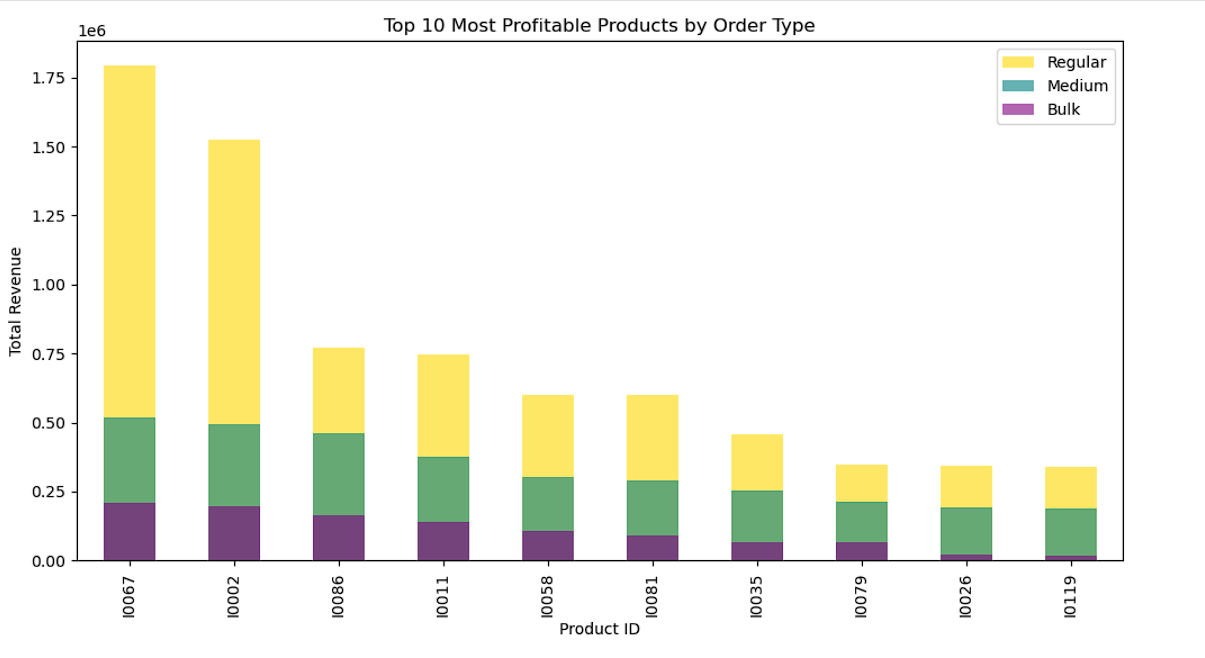 Top 10 Most Profitable Products by Order Type
1e6
Regular
Medium
Bulk
Total Revenue
1.75
1.50
1.25
1.00
0.75
0.50
0.25
0.00
I0067
I0002
I0086
I0011
I0058
I0081
I0035
I0079
I0026
I0119
Product ID